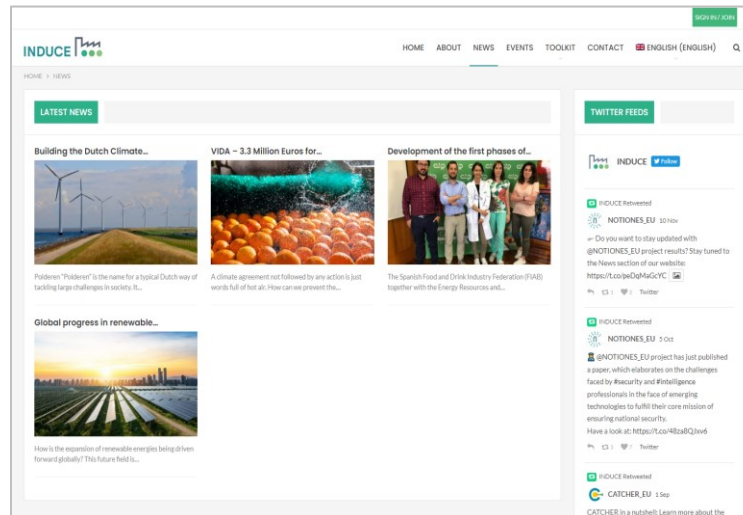 SIGN IN / JOIN
INDUCE
HOME ABOUT NEWS EVENTS TOOLKIT CONTACT ENGLISH (ENGLISH)
HOME > NEWS
LATEST NEWS
Building the Dutch Climate...
Polderen "Polderen" is the name for a typical Dutch way of
tackling large challenges in society. It...
VIDA – 3.3 Million Euros for...
A climate agreement not followed by any action is just
words full of hot air. How can we prevent the...
Development of the first phases of...
The Spanish Food and Drink Industry Federation (FIAB)
together with the Energy Resources and...
Global progress in renewable...
How is the expansion of renewable energies being driven
forward globally? This future field is...
TWITTER FEEDS
INDUCE Follow
INDUCE Retweeted
NOTIONES_EU 10 Nov
Do you want to stay updated with
@NOTIONES_EU project results? Stay tuned to
the News section of our website:
https://t.co/peDqMaGcYC
Twitter
INDUCE Retweeted
NOTIONES_EU 5 Oct
@NOTIONES_EU project has just published
a paper, which elaborates on the challenges
faced by #security and #intelligence
professionals in the face of emerging
technologies to fulfill their core mission of
ensuring national security.
Have a look at: https://t.co/48za8QJxv6
Twitter
INDUCE Retweeted
CATCHER_EU 1 Sep
CATCHER in a nutshell: Learn more about the